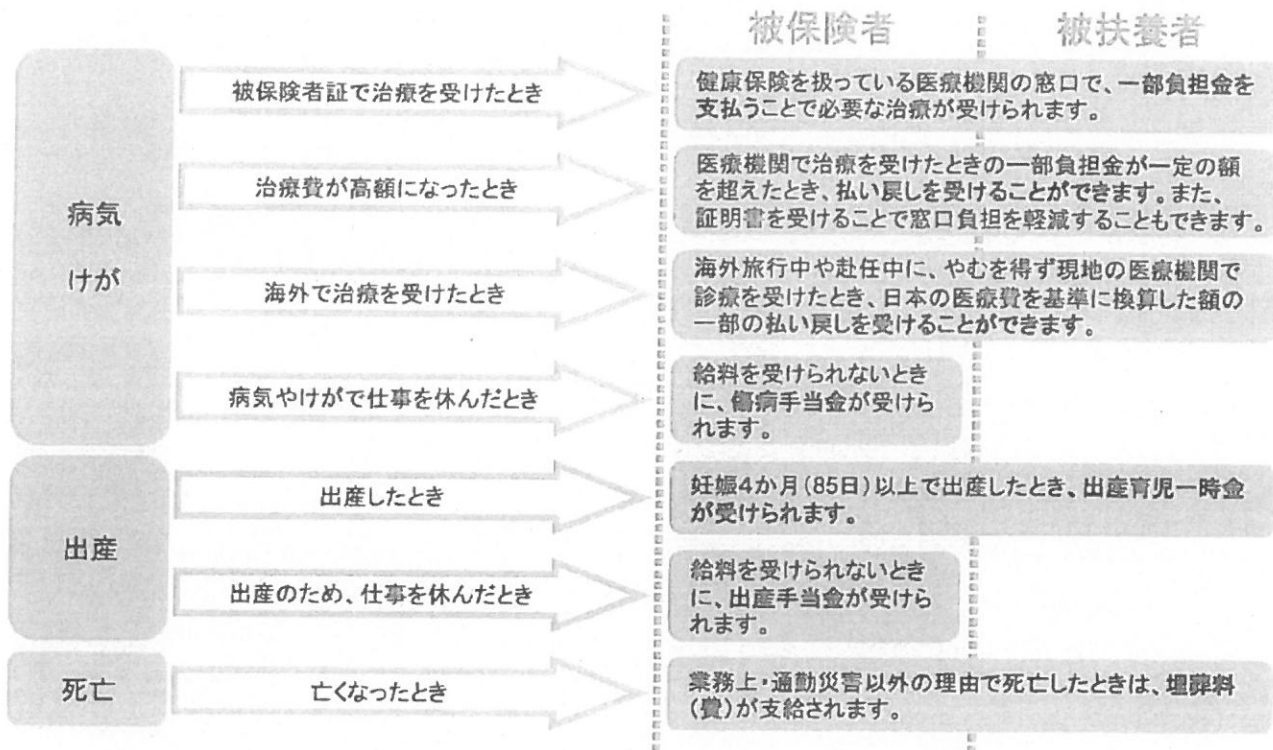 被保険者
被扶養者
病気
けが
被保険者証で治療を受けたとき
健康保険を扱っている医療機関の窓口で、一部負担金を
支払うことで必要な治療が受けられます。
治療費が高額になったとき
医療機関で治療を受けたときの一部負担金が一定の額
を超えたとき、払い戻しを受けることができます。また、
証明書を受けることで窓口負担を軽減することもできます。
海外で治療を受けたとき
海外旅行中や赴任中に、やむを得ず現地の医療機関で
診療を受けたとき、日本の医療費を基準に換算した額の
一部の払い戻しを受けることができます。
病気やけがで仕事を休んだとき
給料を受けられないとき
に、傷病手当金が受けら
れます。
出産
出産したとき
妊娠4か月(85日)以上で出産したとき、出産育児一時金
が受けられます。
出産のため、仕事を休んだとき
給料を受けられないとき
に、出産手当金が受けら
れます。
死亡
亡くなったとき
業務上・通勤災害以外の理由で死亡したときは、埋葬料
(費)が支給されます。